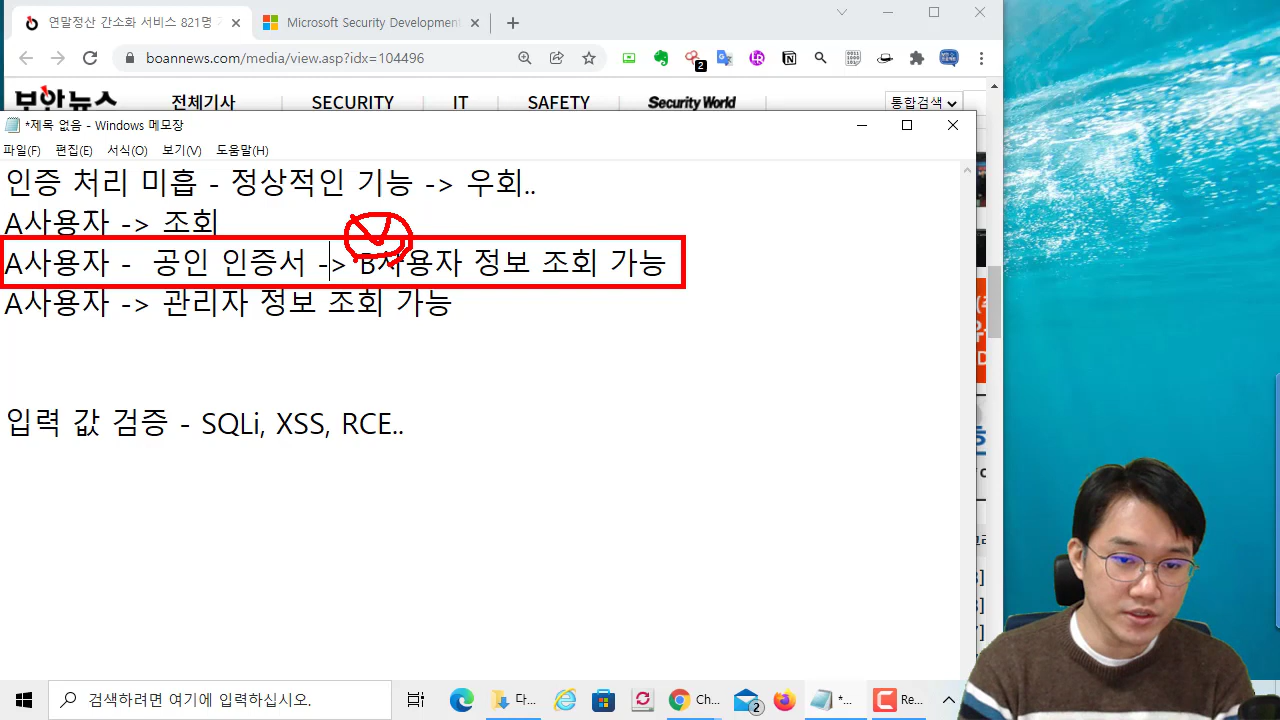 연말정산 간소화 서비스 821명
Microsoft Security Development
boannews.com/media/view.asp?idx=104496
2
보안뉴스
전체기사
SECURITY
IT
SAFETY
Security World
통합검색
*제목 없음 - Windows 메모장
파일(F) 편집(E) 서식(O) 보기(V) 도움말(H)
인증 처리 미흡 - 정상적인 기능 -> 우회..
A사용자 -> 조회
A사용자 - 공인 인증서 -> B사용자 정보 조회 가능
A사용자 -> 관리자 정보 조회 가능
입력 값 검증 - SQLi, XSS, RCE..
검색하려면 여기에 입력하십시오.
다...
Ch...
2
*...
Re...